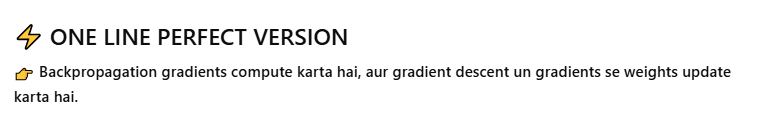 ⚡ ONE LINE PERFECT VERSION
👉 Backpropagation gradients compute karta hai, aur gradient descent un gradients se weights update
karta hai.